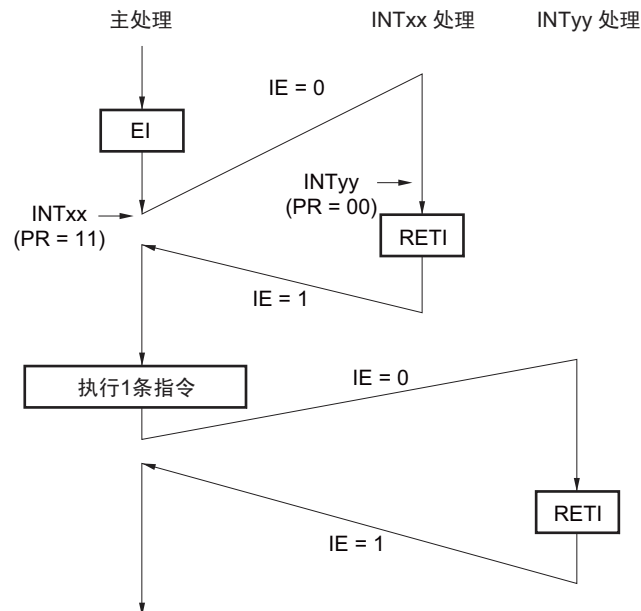 主处理
INTxx 处理
INTyy 处理
IE = 0
EI
INTyy
(PR = 00)
INTxx
(PR = 11)
RETI
IE = 1
执行1条指令
IE = 0
RETI
IE = 1